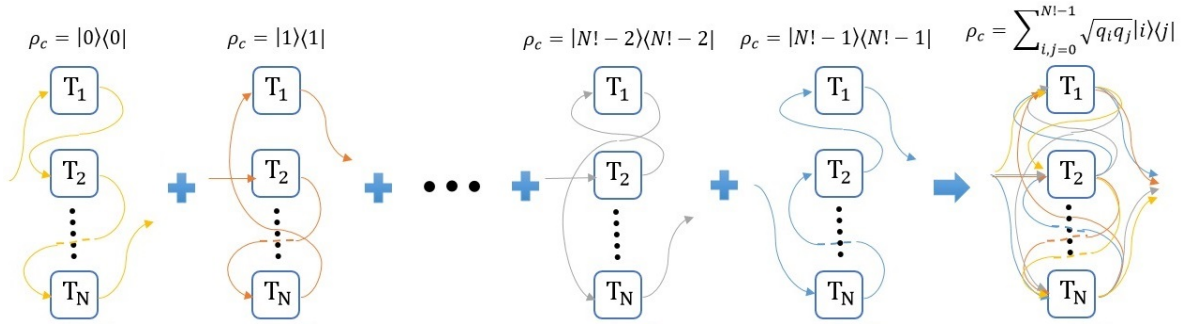 ρ_c = |0⟩⟨0|
T_1
T_2
T_N
ρ_c = |1⟩⟨1|
T_1
T_2
T_N
ρ_c = |N! − 2⟩⟨N! − 2|
T_1
T_2
T_N
ρ_c = |N! − 1⟩⟨N! − 1|
T_1
T_2
T_N
ρ_c = ∑_{i,j=0}^{N!−1} √(q_i q_j) |i⟩⟨j|
T_1
T_2
T_N